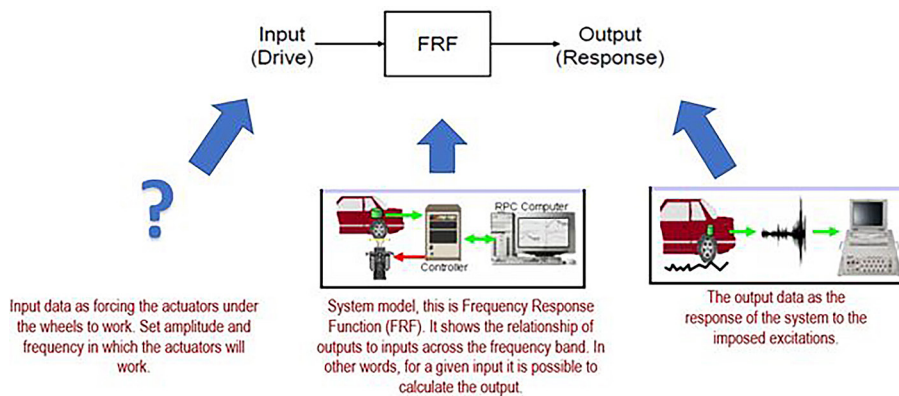 Input
(Drive)
FRF
Output
(Response)
?
RPC Computer
Controller
Input data as forcing the actuators under
the wheels to work. Set amplitude and
frequency in which the actuators will
work.
System model, this is Frequency Response
Function (FRF). It shows the relationship of
outputs to inputs across the frequency band. In
other words, for a given input it is possible to
calculate the output.
The output data as the
response of the system to the
imposed excitations.